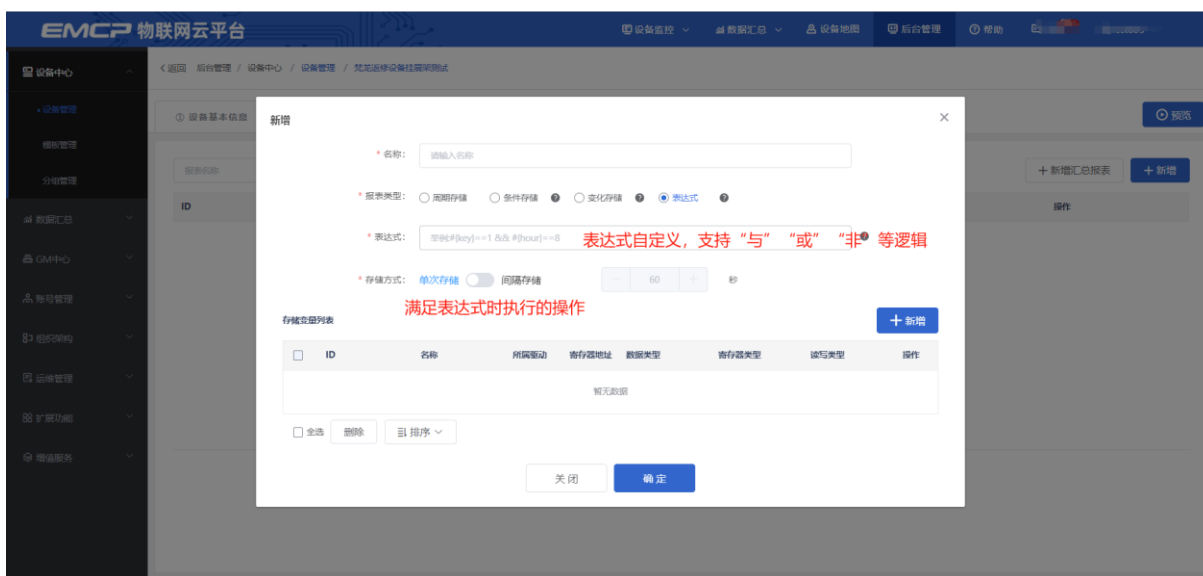 EMCP 物联网云平台
设备监控 数据汇总 设备地图 后台管理 帮助
设备中心
<返回 后台管理 / 设备中心 / 设备管理 / 梵龙返修设备挂展架测试
设备管理
模板管理
分组管理
数据汇总
GM中心
账号管理
组织架构
运维管理
扩展功能
增值服务
① 设备基本信息
预览
报表名称
+ 新增汇总报表
+ 新增
ID
操作
新增
* 名称:
请输入名称
* 报表类型:
周期存储 条件存储 变化存储 表达式
* 表达式:
举例:#{key}==1 && #{hour}==8
表达式自定义，支持“与” “或” “非” 等逻辑
* 存储方式: 单次存储 间隔存储 － 60 + 秒
满足表达式时执行的操作
存储变量列表
+ 新增
ID 名称 所属驱动 寄存器地址 数据类型 寄存器类型 读写类型 操作
暂无数据
全选 删除 排序
关闭 确定